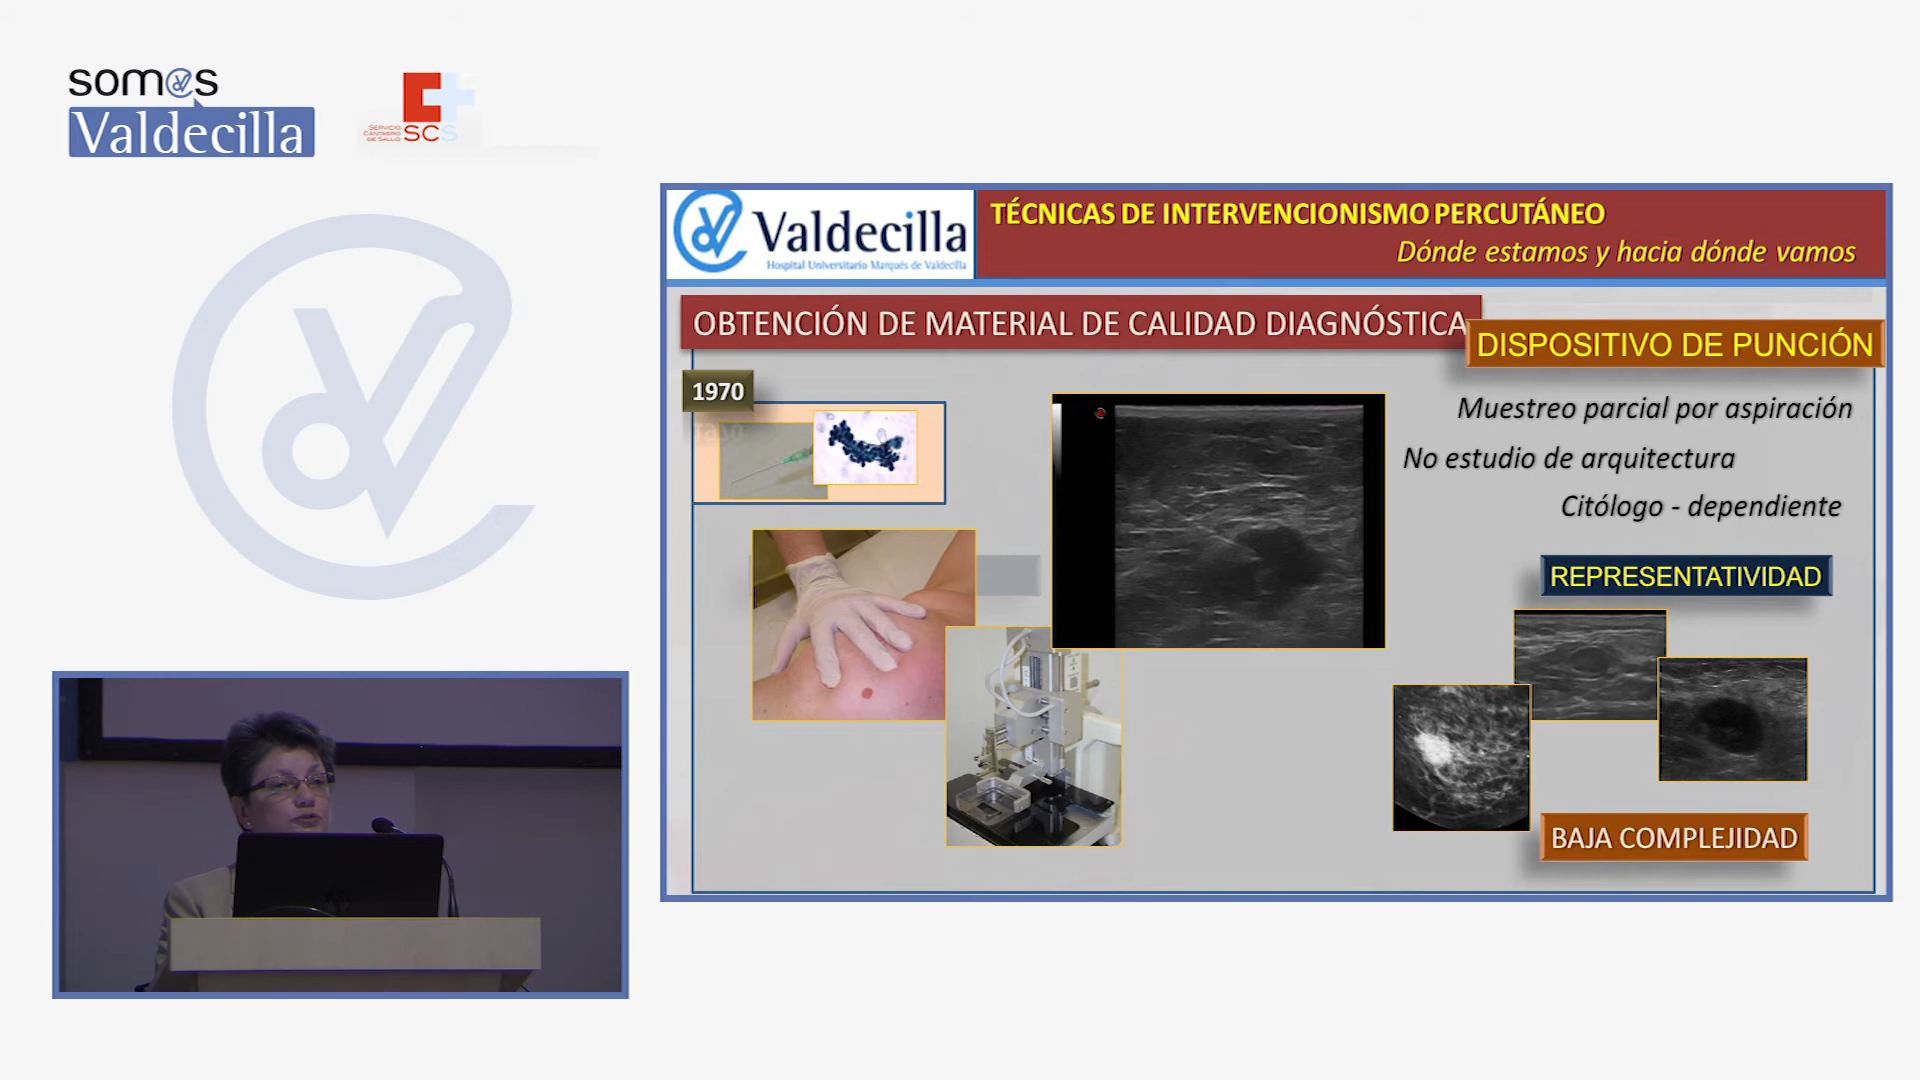 som@s
Valdecilla
SERVICIO
CÁNTABRO
DE SALUD
SCS
Valdecilla
Hospital Universitario Marqués de Valdecilla
TÉCNICAS DE INTERVENCIONISMO PERCUTÁNEO
Dónde estamos y hacia dónde vamos
OBTENCIÓN DE MATERIAL DE CALIDAD DIAGNÓSTICA
DISPOSITIVO DE PUNCIÓN
1970
Muestreo parcial por aspiración
No estudio de arquitectura
Citólogo - dependiente
REPRESENTATIVIDAD
BAJA COMPLEJIDAD